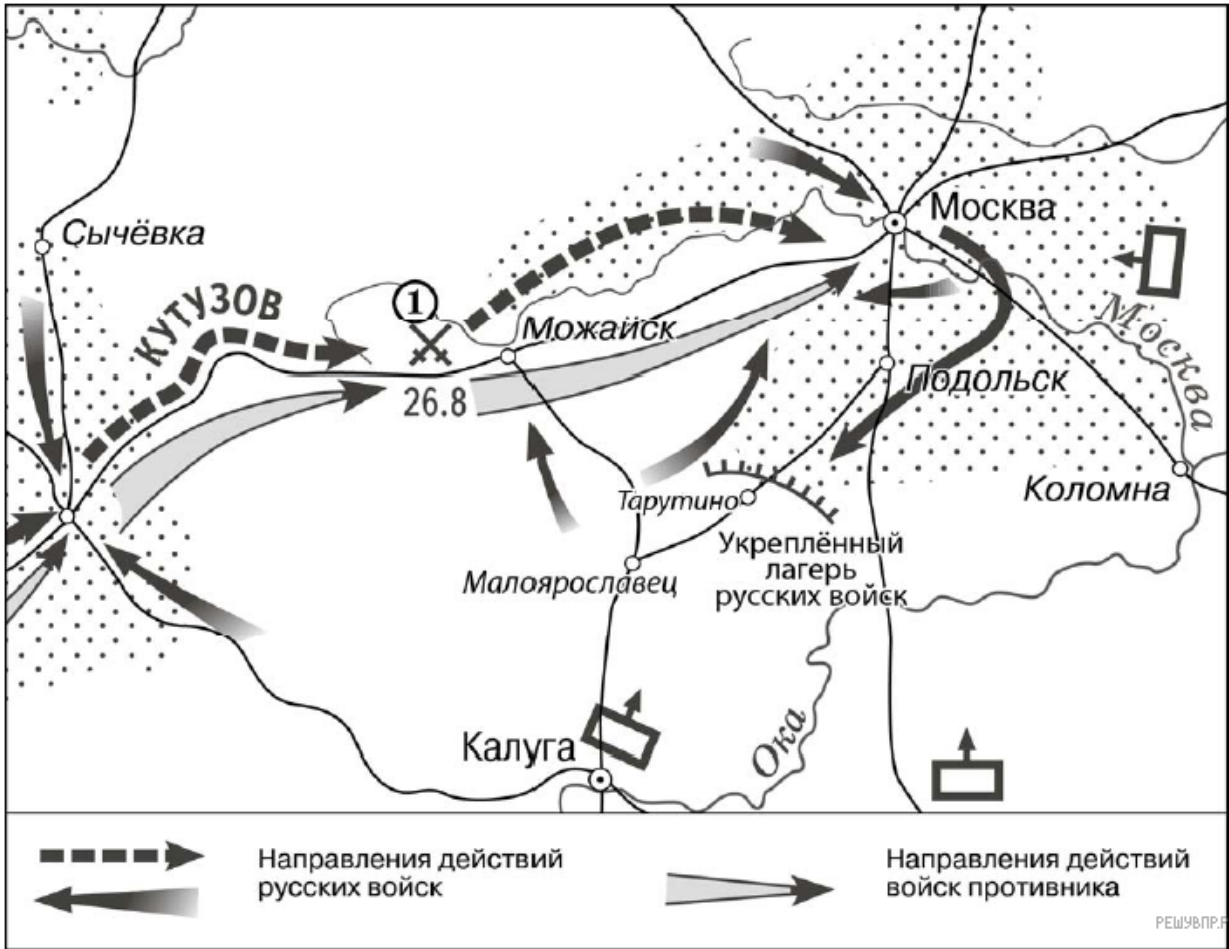 Москва
Сычёвка
КУТУЗОВ
1
Можайск
26.8
Москва
Подольск
Коломна
Тарутино
Укреплённый
лагерь
русских войск
Малоярославец
Калуга
Ока
Направления действий
русских войск
Направления действий
войск противника
РЕШУВПР.Р